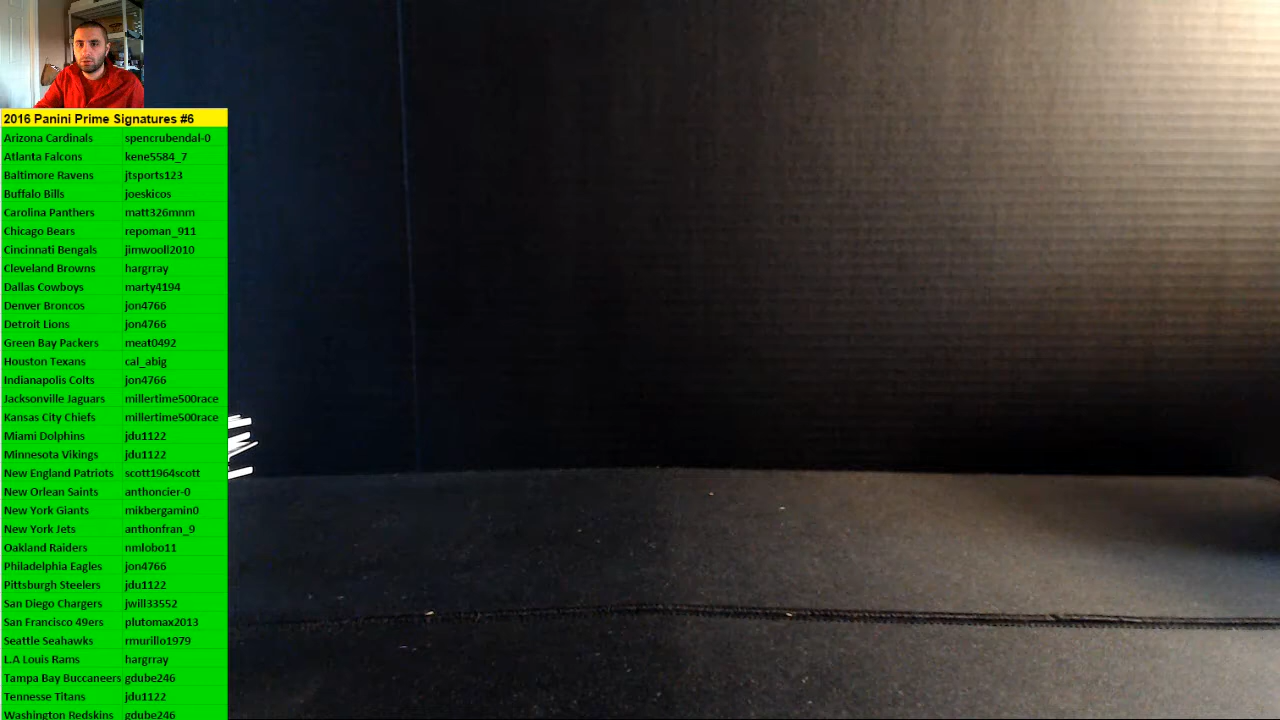 2016 Panini Prime Signatures #6
Arizona Cardinals spencrubendal-0
Atlanta Falcons kene5584_7
Baltimore Ravens jtsports123
Buffalo Bills joeskicos
Carolina Panthers matt326mnm
Chicago Bears repoman_911
Cincinnati Bengals jimwooll2010
Cleveland Browns hargrray
Dallas Cowboys marty4194
Denver Broncos jon4766
Detroit Lions jon4766
Green Bay Packers meat0492
Houston Texans cal_abig
Indianapolis Colts jon4766
Jacksonville Jaguars millertime500race
Kansas City Chiefs millertime500race
Miami Dolphins jdu1122
Minnesota Vikings jdu1122
New England Patriots scott1964scott
New Orlean Saints anthoncier-0
New York Giants mikbergamin0
New York Jets anthonfran_9
Oakland Raiders nmlobo11
Philadelphia Eagles jon4766
Pittsburgh Steelers jdu1122
San Diego Chargers jwill33552
San Francisco 49ers plutomax2013
Seattle Seahawks rmurillo1979
L.A Louis Rams hargrray
Tampa Bay Buccaneers gdube246
Tennesse Titans jdu1122
Washington Redskins gdube246